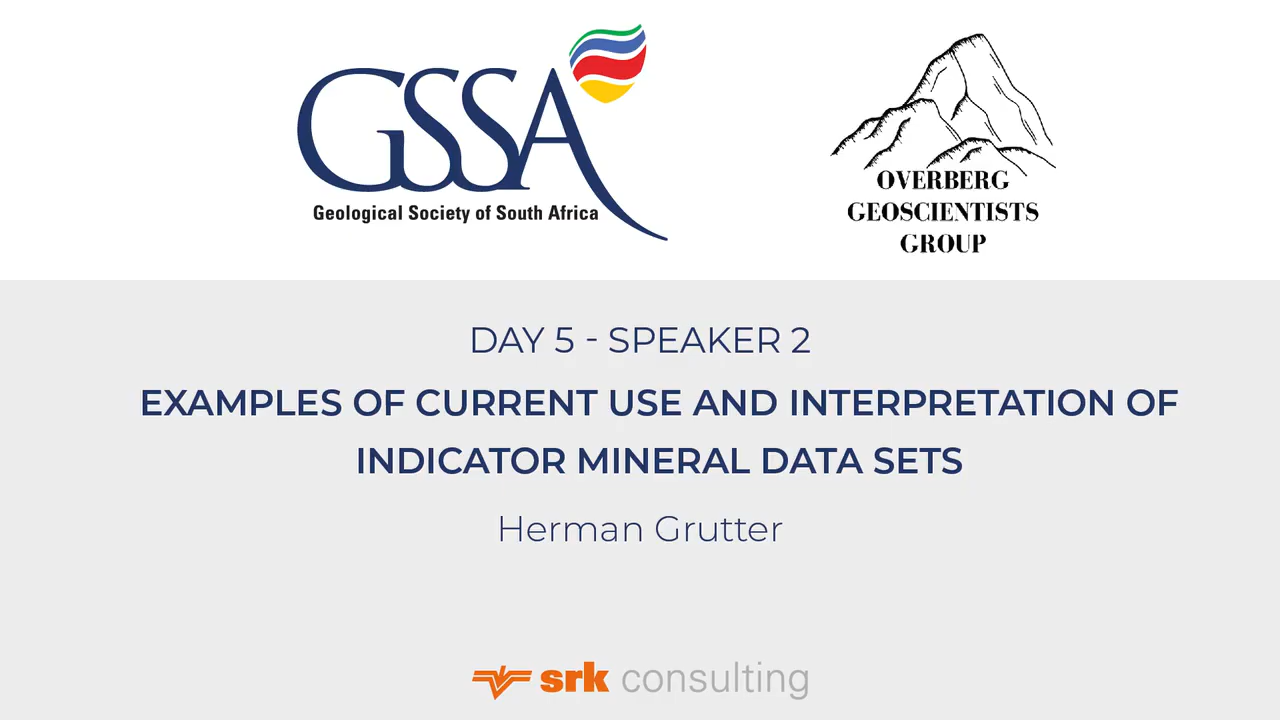 GSSA
Geological Society of South Africa
OVERBERG
GEOSCIENTISTS
GROUP
DAY 5 - SPEAKER 2
EXAMPLES OF CURRENT USE AND INTERPRETATION OF
INDICATOR MINERAL DATA SETS
Herman Grutter
srk consulting